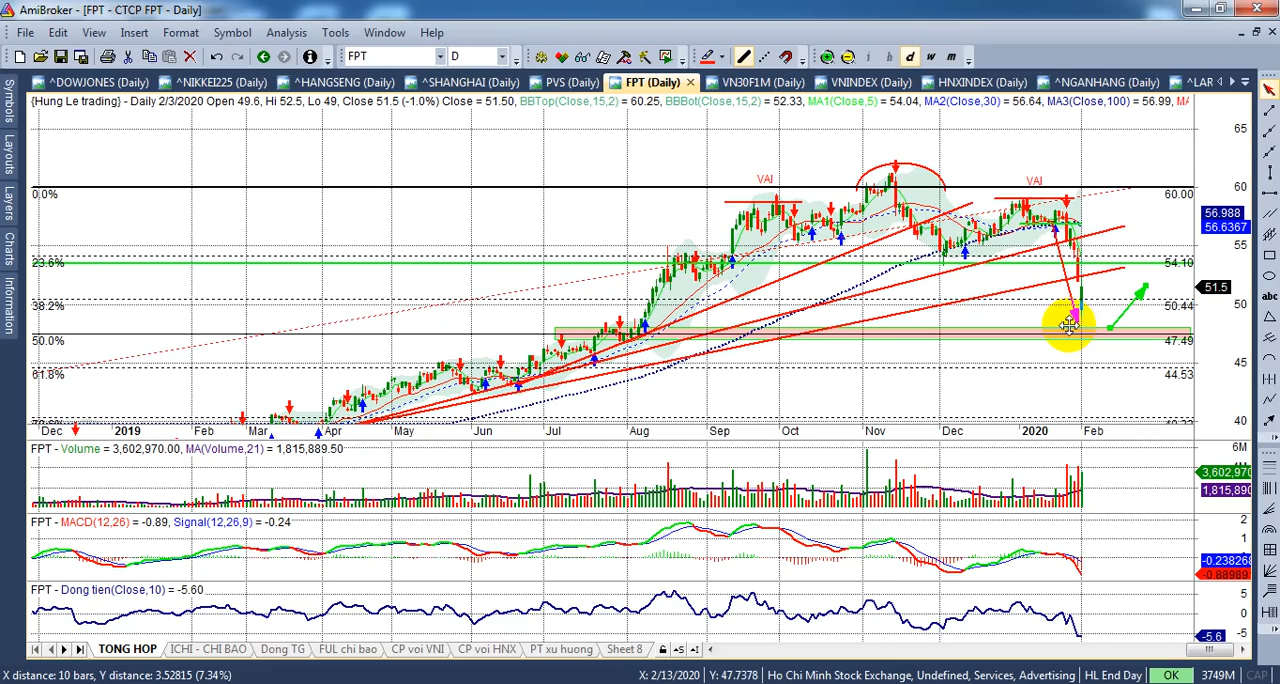 AmiBroker - [FPT - CTCP FPT - Daily]
File Edit View Insert Format Symbol Analysis Tools Window Help
FPT D i h d w m
^DOWJONES (Daily) ^NIKKEI225 (Daily) ^HANGSENG (Daily) ^SHANGHAI (Daily) PVS (Daily) FPT (Daily) VN30F1M (Daily) VNINDEX (Daily) HNXINDEX (Daily) ^NGANHANG (Daily) ^LAR
Symbols
Layouts
Layers
Charts
Information
{Hung Le trading} - Daily 2/3/2020 Open 49.6, Hi 52.5, Lo 49, Close 51.5 (-1.0%) Close = 51.50, BBTop(Close,15,2) = 60.25, BBBot(Close,15,2) = 52.33, MA1(Close,5) = 54.04, MA2(Close,30) = 56.64, MA3(Close,100) = 56.99, MA
65
VAI VAI
0.0% 60.00 60
56.988
56.6367
55
23.6% 54.10
51.5
38.2% 50.44 50
50.0% 47.49
45
61.8% 44.53
40
Dec 2019 Feb Mar Apr May Jun Jul Aug Sep Oct Nov Dec 2020 Feb
FPT - Volume = 3,602,970.00, MA(Volume,21) = 1,815,889.50 6M
3,602,970
1,815,890
FPT - MACD(12,26) = -0.89, Signal(12,26,9) = -0.24 2
1
-0.238268
-0.88989
FPT - Dong tien(Close,10) = -5.60 5
0
-5
-5.6
TONG HOP ICHI - CHI BAO Dong TG FUL chi bao CP voi VNI CP voi HNX PT xu huong Sheet 8
X distance: 10 bars, Y distance: 3.52815 (7.34%) X: 2/13/2020 Y: 47.7378 Ho Chi Minh Stock Exchange, Undefined, Services, Advertising HL End Day OK 3749M CAP
abc